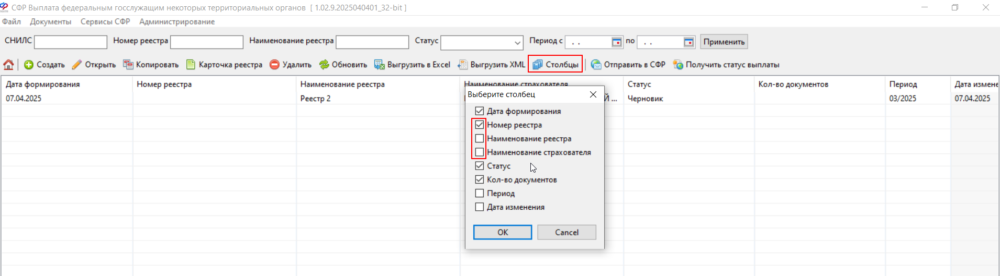 СФР Выплата федеральным госслужащим некоторых территориальных органов [ 1.02.9.2025040401_32-bit ]
Файл Документы Сервисы СФР Администрирование
СНИЛС Номер реестра Наименование реестра Статус Период с . . по . . Применить
Создать Открыть Копировать Карточка реестра Удалить Обновить Выгрузить в Excel Выгрузить XML Столбцы Отправить в СФР Получить статус выплаты
Дата формирования Номер реестра Наименование реестра Наименование страхователя Статус Кол-во документов Период Дата измене
07.04.2025 Реестр 2 Й ... Черновик 03/2025 07.04.2025
Выберите столбец
Дата формирования
Номер реестра
Наименование реестра
Наименование страхователя
Статус
Кол-во документов
Период
Дата изменения
OK Cancel